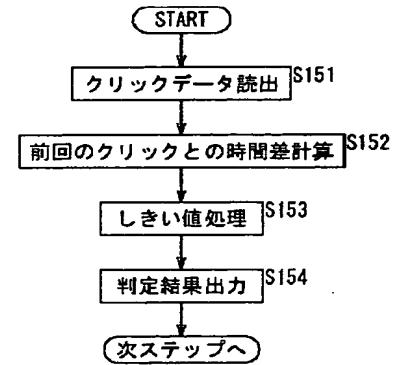 START
クリックデータ読出 S151
前回のクリックとの時間差計算 S152
しきい値処理 S153
判定結果出力 S154
次ステップへ